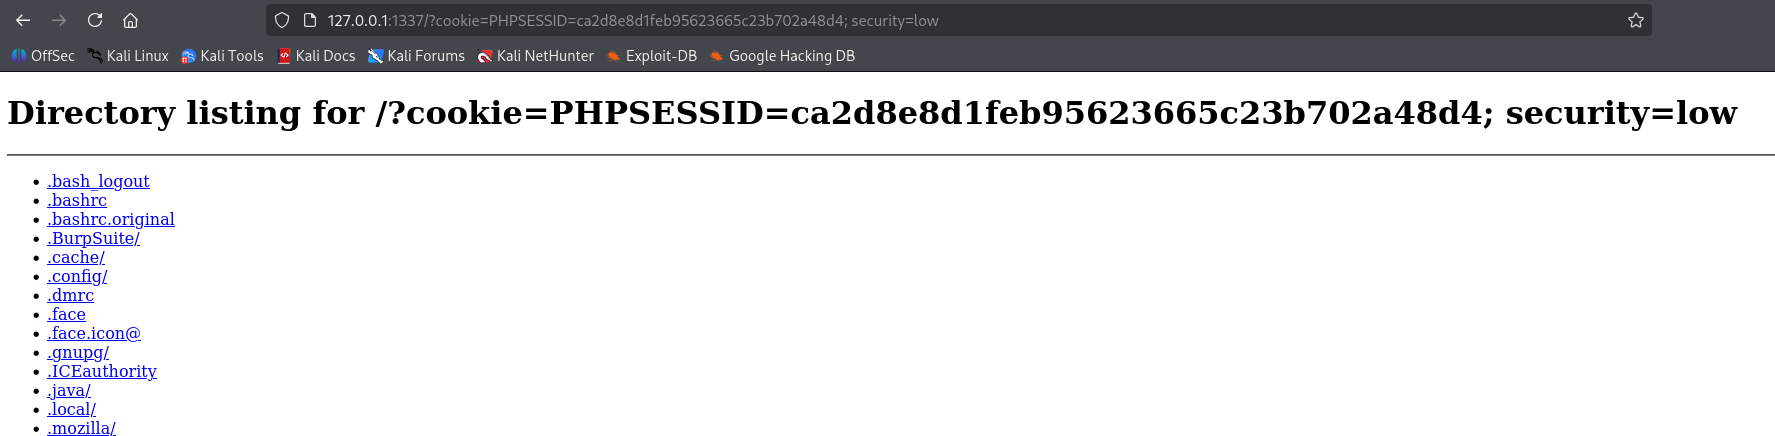 127.0.0.1:1337/?cookie=PHPSESSID=ca2d8e8d1feb95623665c23b702a48d4; security=low
OffSec Kali Linux Kali Tools Kali Docs Kali Forums Kali NetHunter Exploit-DB Google Hacking DB
Directory listing for /?cookie=PHPSESSID=ca2d8e8d1feb95623665c23b702a48d4; security=low
.bash_logout
.bashrc
.bashrc.original
.BurpSuite/
.cache/
.config/
.dmrc
.face
.face.icon@
.gnupg/
.ICEauthority
.java/
.local/
.mozilla/